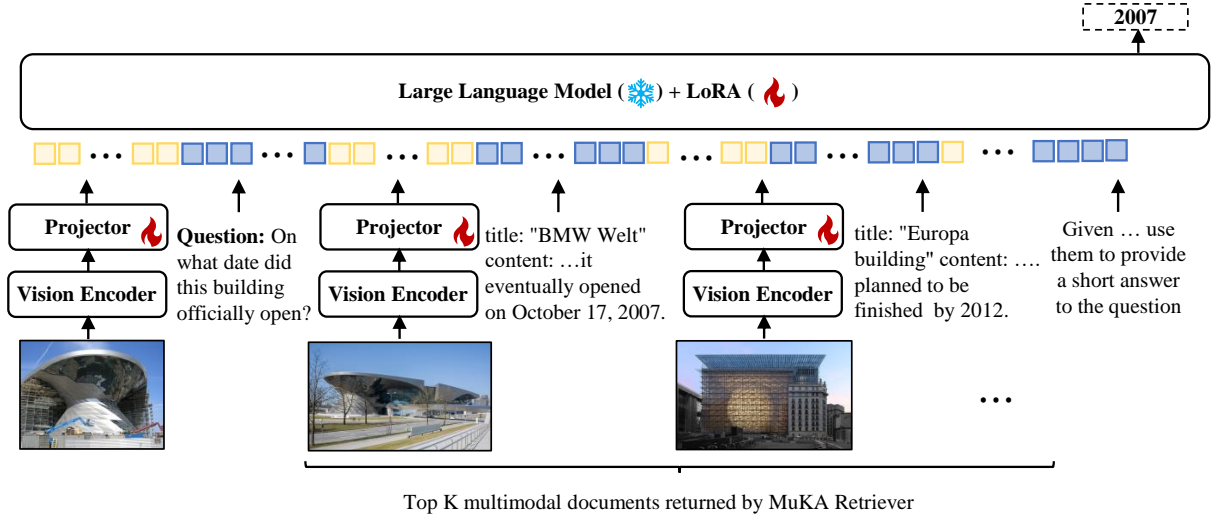 2007
Large Language Model ( ) + LoRA ( )
Projector
Vision Encoder
Question: On
what date did
this building
officially open?
Projector
Vision Encoder
title: "BMW Welt"
content: …it
eventually opened
on October 17, 2007.
Projector
Vision Encoder
title: "Europa
building" content: ….
planned to be
finished by 2012.
Given … use
them to provide
a short answer
to the question
Top K multimodal documents returned by MuKA Retriever